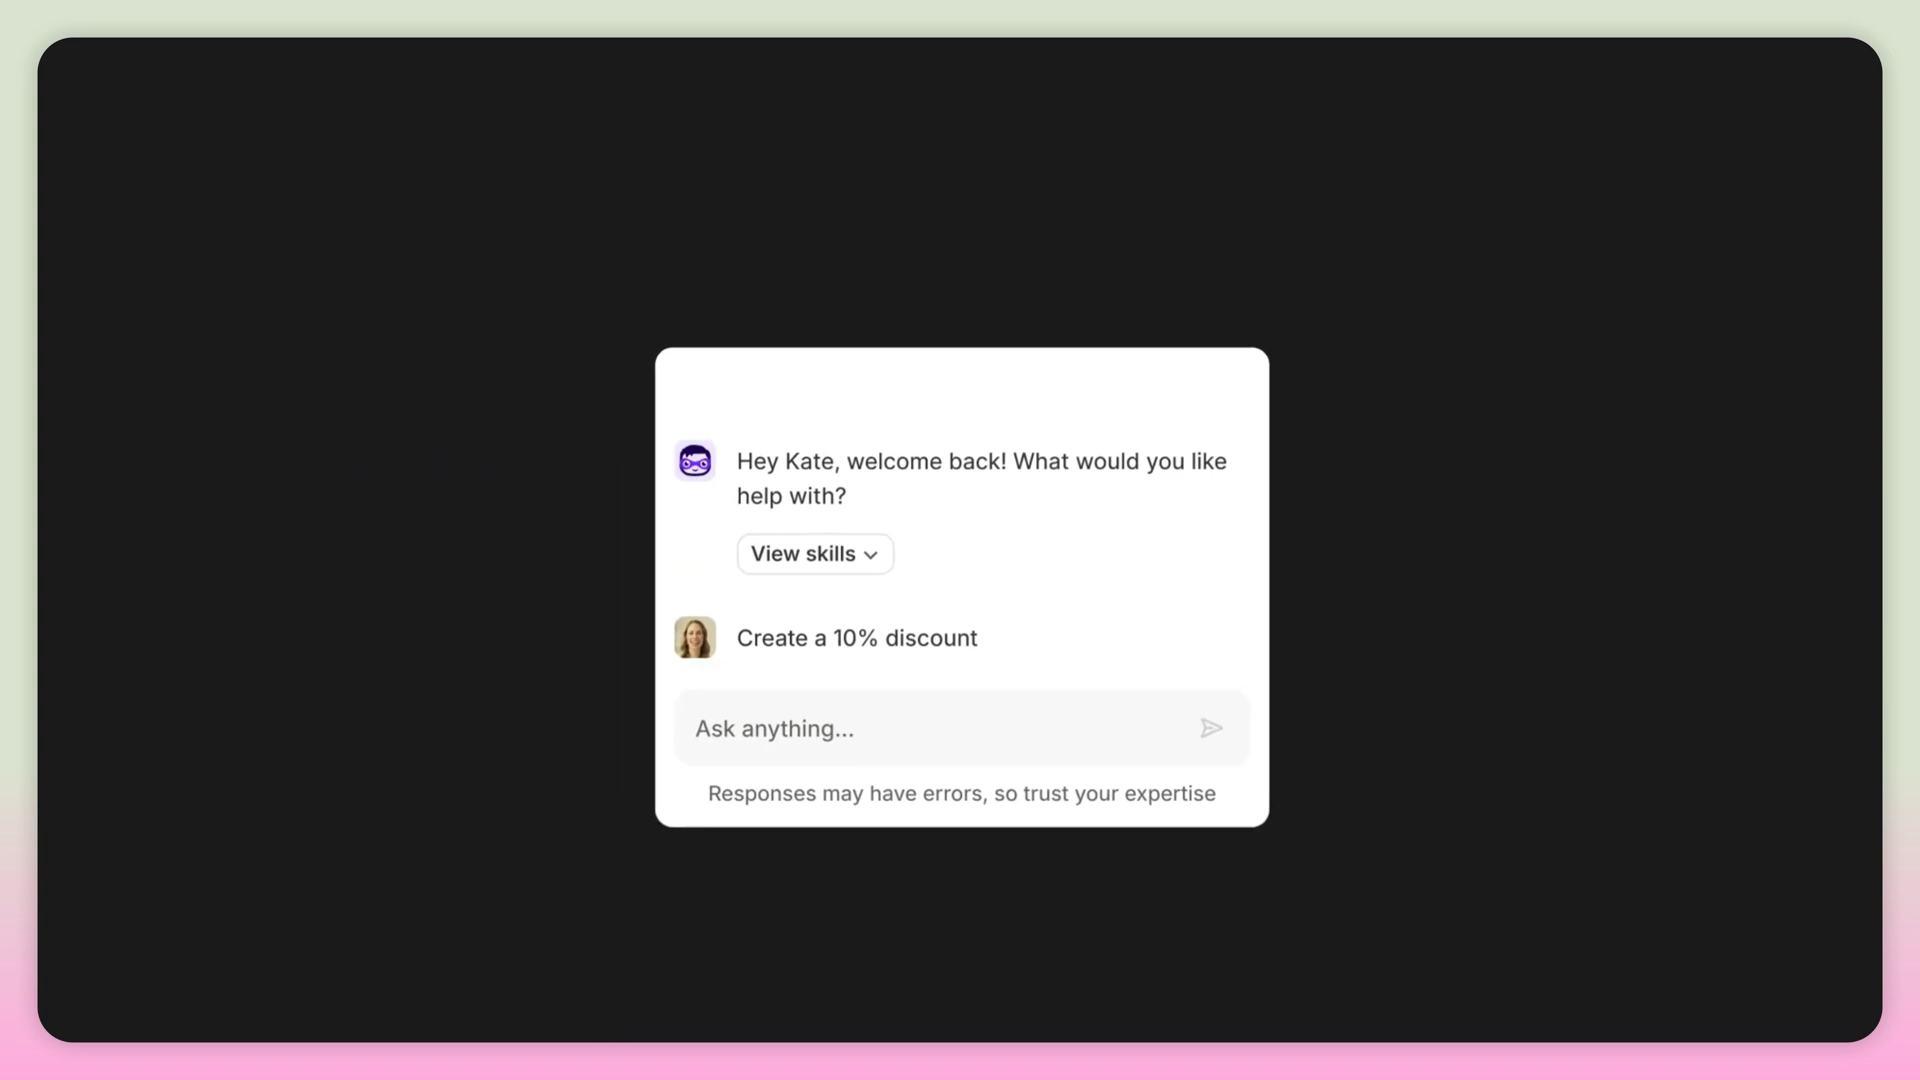 Hey Kate, welcome back! What would you like
help with?
View skills
Create a 10% discount
Ask anything...
Responses may have errors, so trust your expertise